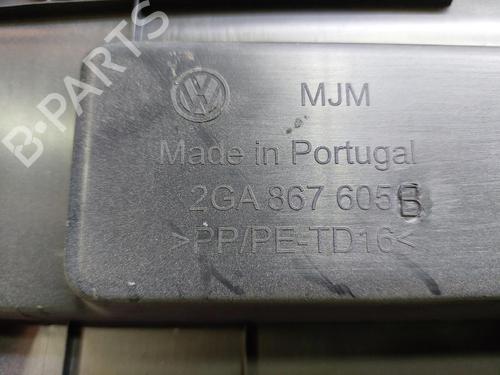 MJM
Made in Portugal
2GA 867 605 B
>PP/PE-TD16<
B-PARTS